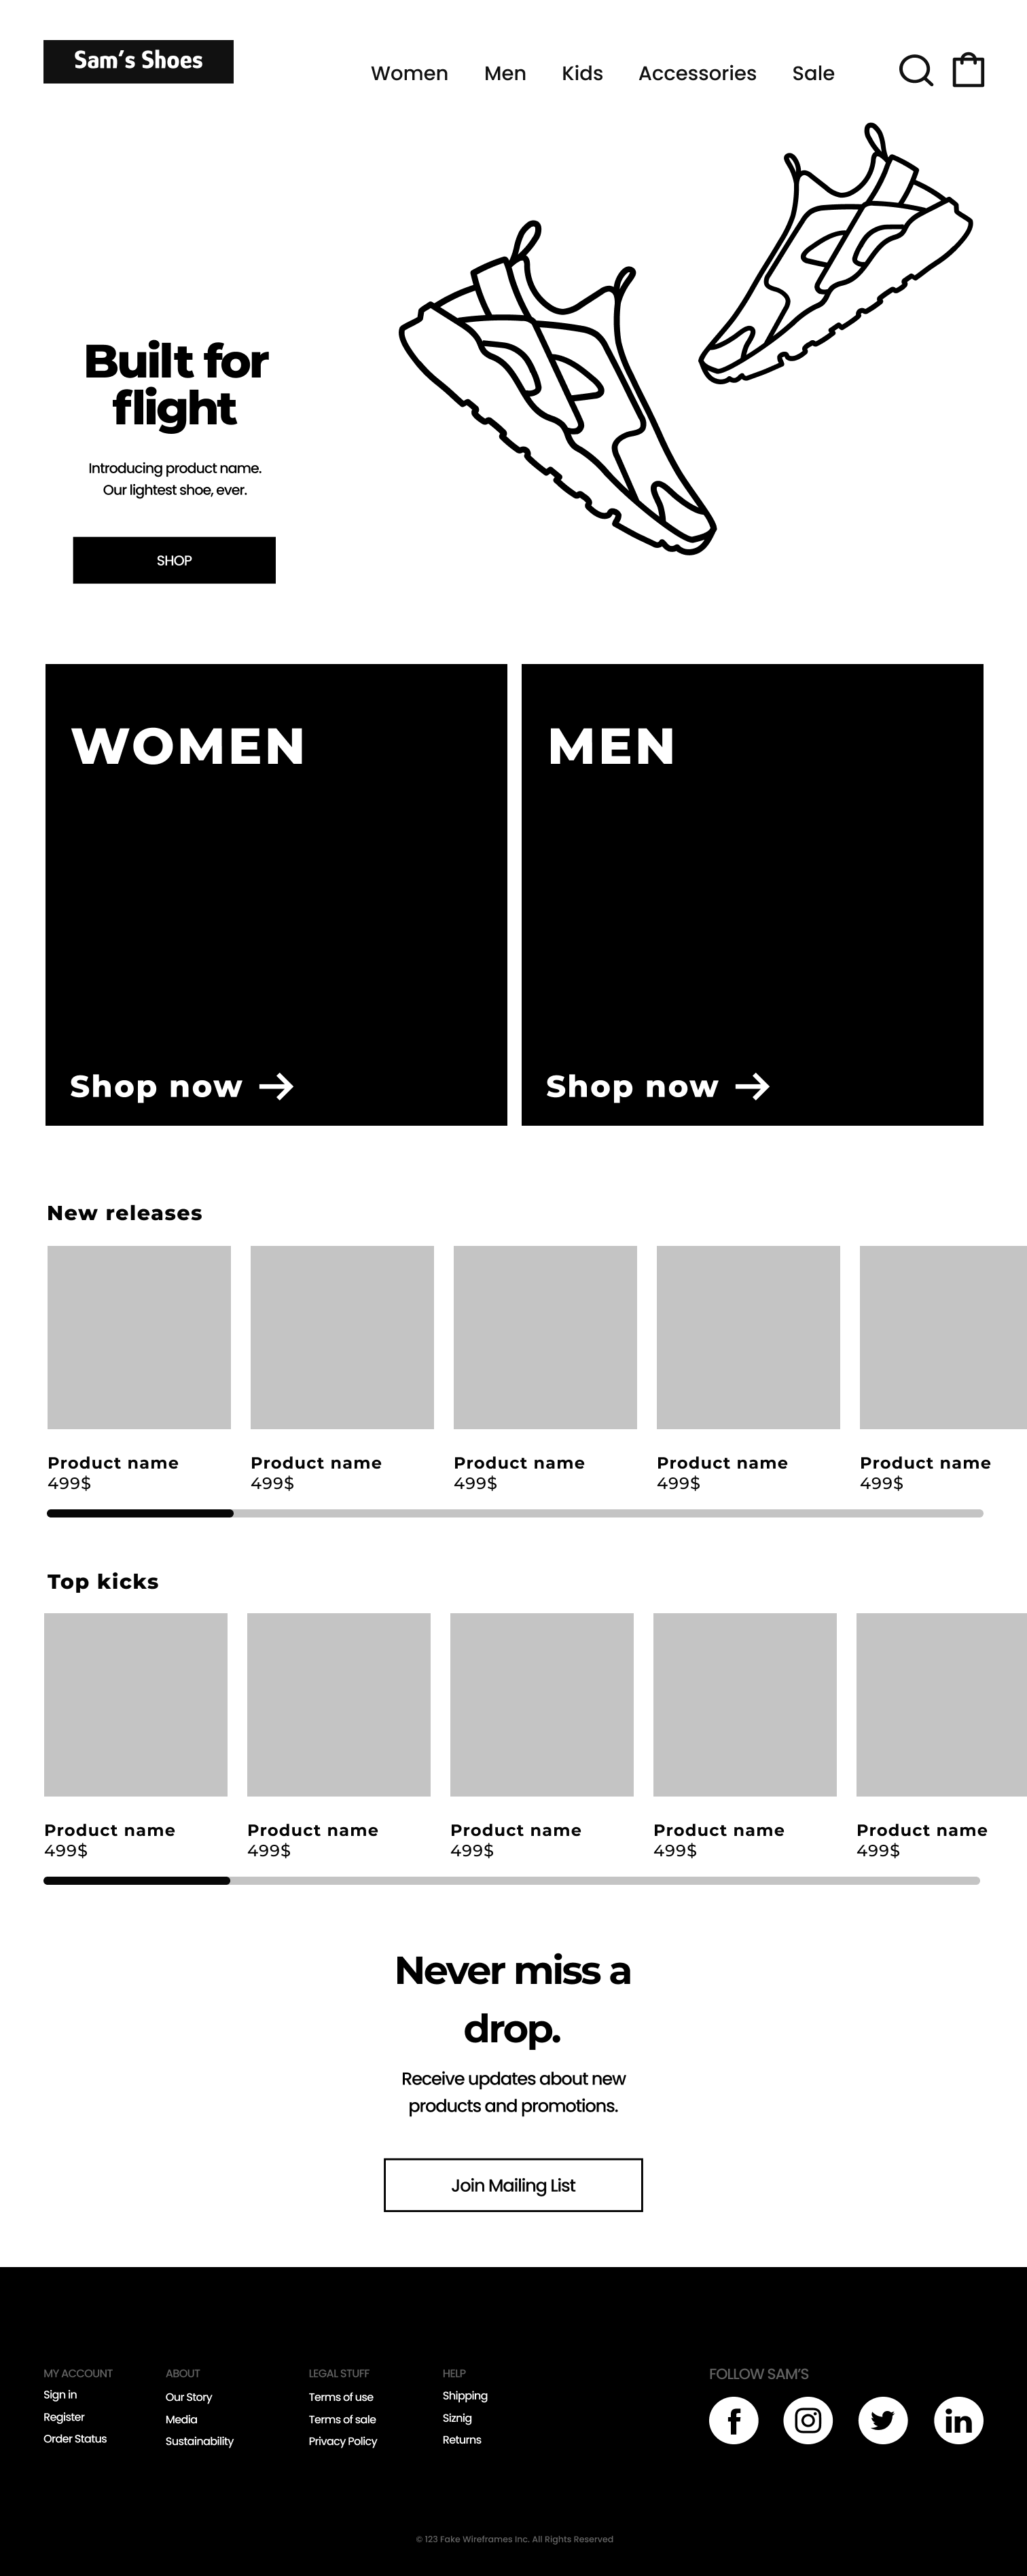 Sam's Shoes
Women Men Kids Accessories Sale
Built for
flight
Introducing product name.
Our lightest shoe, ever.
SHOP
WOMEN
Shop now
MEN
Shop now
New releases
Product name Product name Product name Product name Product name
499$ 499$ 499$ 499$ 499$
Top kicks
Product name Product name Product name Product name Product name
499$ 499$ 499$ 499$ 499$
Never miss a
drop.
Receive updates about new
products and promotions.
Join Mailing List
MY ACCOUNT
Sign in
Register
Order Status
ABOUT
Our Story
Media
Sustainability
LEGAL STUFF
Terms of use
Terms of sale
Privacy Policy
HELP
Shipping
Siznig
Returns
FOLLOW SAM'S
© 123 Fake Wireframes Inc. All Rights Reserved